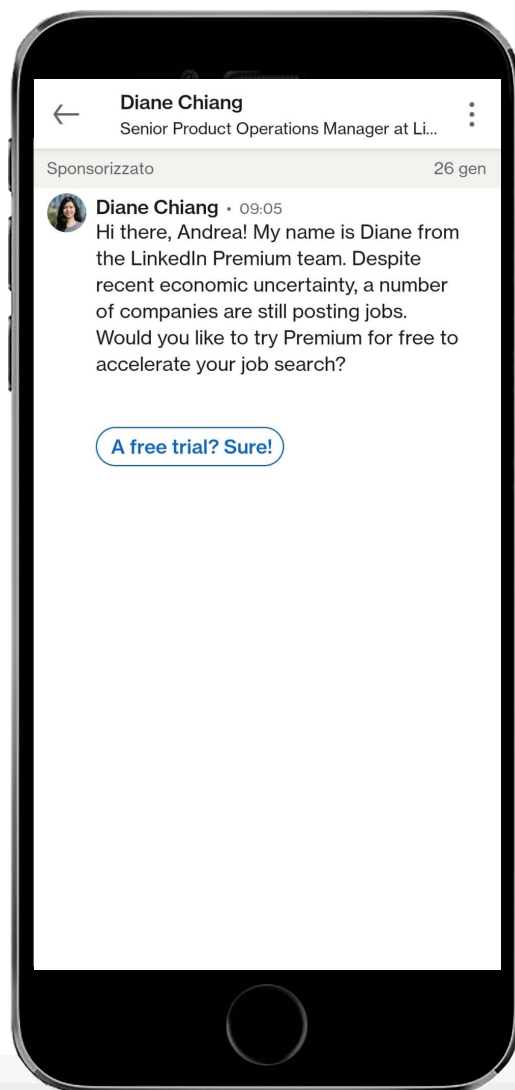 Diane Chiang
Senior Product Operations Manager at Li...
Sponsorizzato 26 gen
Diane Chiang • 09:05
Hi there, Andrea! My name is Diane from
the LinkedIn Premium team. Despite
recent economic uncertainty, a number
of companies are still posting jobs.
Would you like to try Premium for free to
accelerate your job search?
A free trial? Sure!